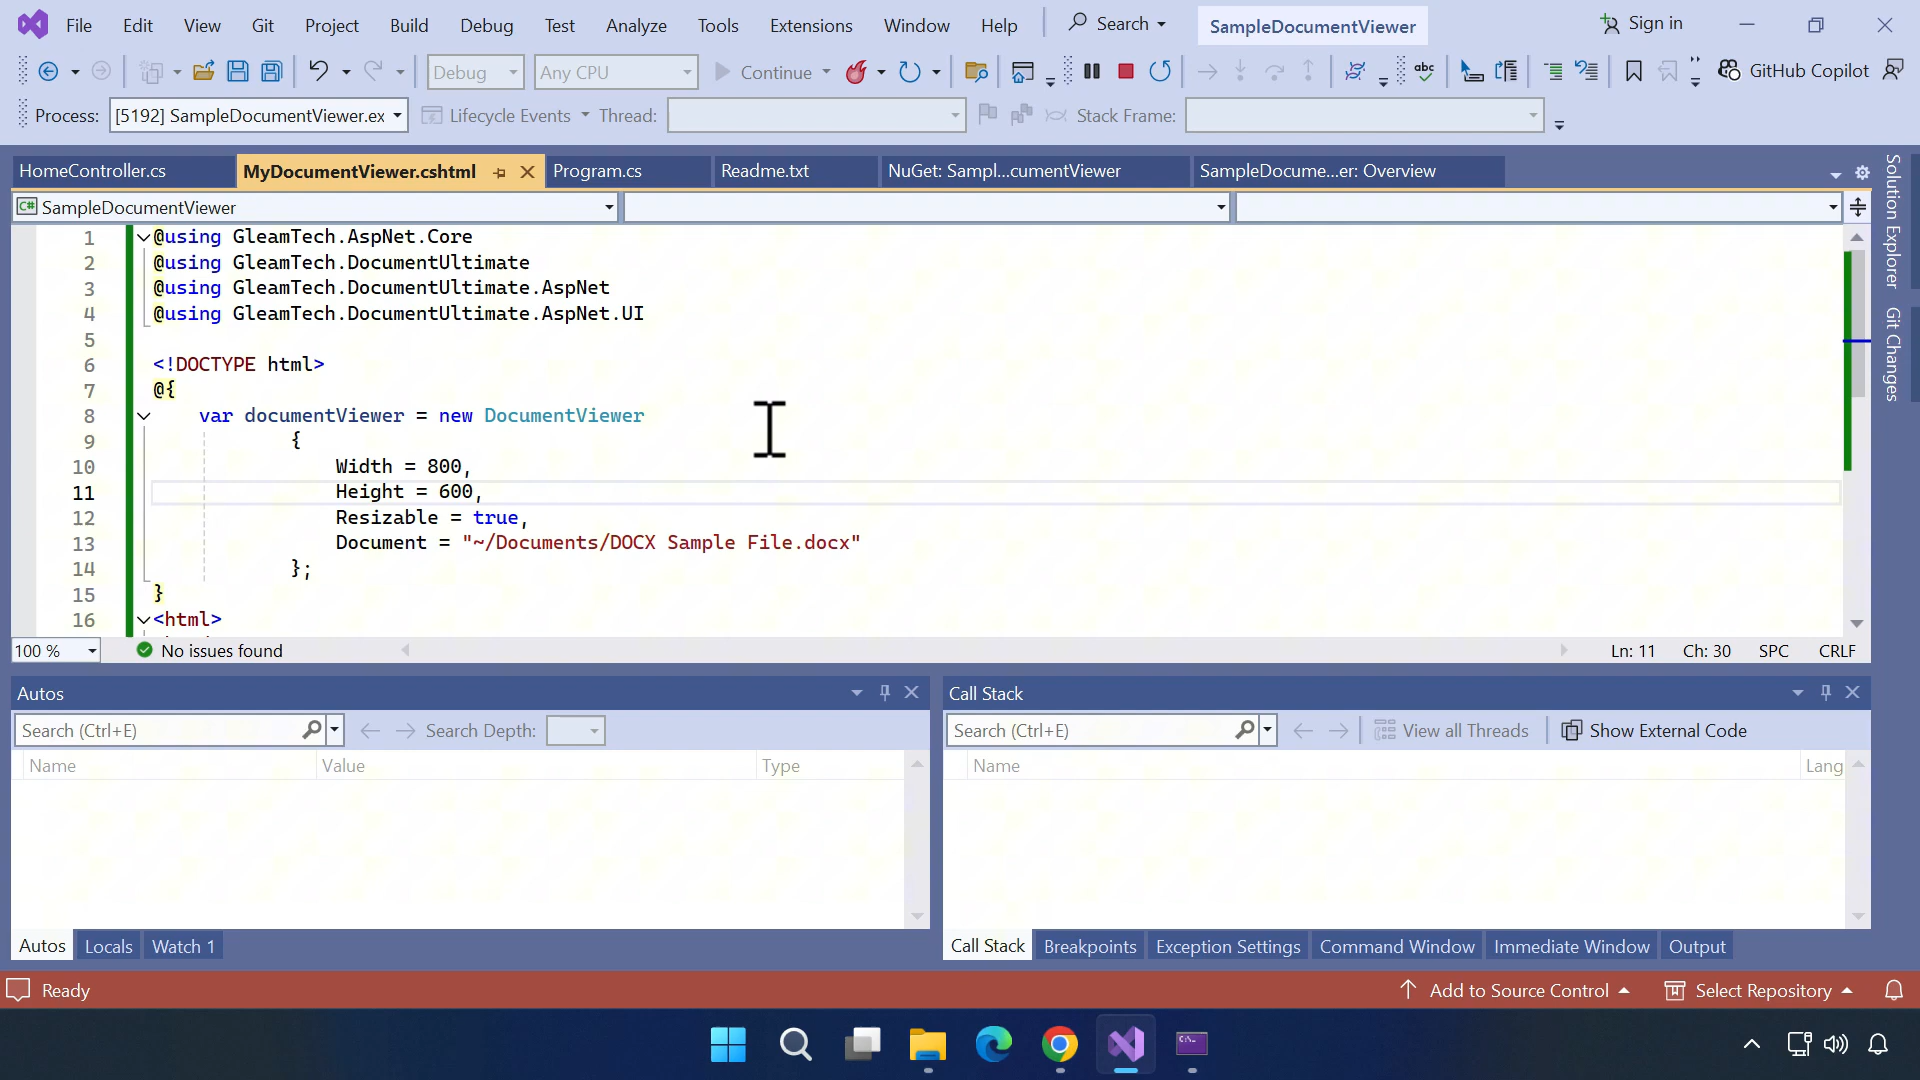 File Edit View Git Project Build Debug Test Analyze Tools Extensions Window Help Search SampleDocumentViewer Sign in
Debug Any CPU Continue abc GitHub Copilot
Process: [5192] SampleDocumentViewer.ex Lifecycle Events Thread: Stack Frame:
HomeController.cs MyDocumentViewer.cshtml Program.cs Readme.txt NuGet: Sampl...cumentViewer SampleDocume...er: Overview
C# SampleDocumentViewer
1 @using GleamTech.AspNet.Core
2 @using GleamTech.DocumentUltimate
3 @using GleamTech.DocumentUltimate.AspNet
4 @using GleamTech.DocumentUltimate.AspNet.UI
5
6 <!DOCTYPE html>
7 @{
8 var documentViewer = new DocumentViewer
9 {
10 Width = 800,
11 Height = 600,
12 Resizable = true,
13 Document = "~/Documents/DOCX Sample File.docx"
14 };
15 }
16 <html>
Solution Explorer
Git Changes
100 % No issues found Ln: 11 Ch: 30 SPC CRLF
Autos
Search (Ctrl+E) Search Depth:
Name Value Type
Autos Locals Watch 1
Call Stack
Search (Ctrl+E) View all Threads Show External Code
Name Lang
Call Stack Breakpoints Exception Settings Command Window Immediate Window Output
Ready Add to Source Control Select Repository